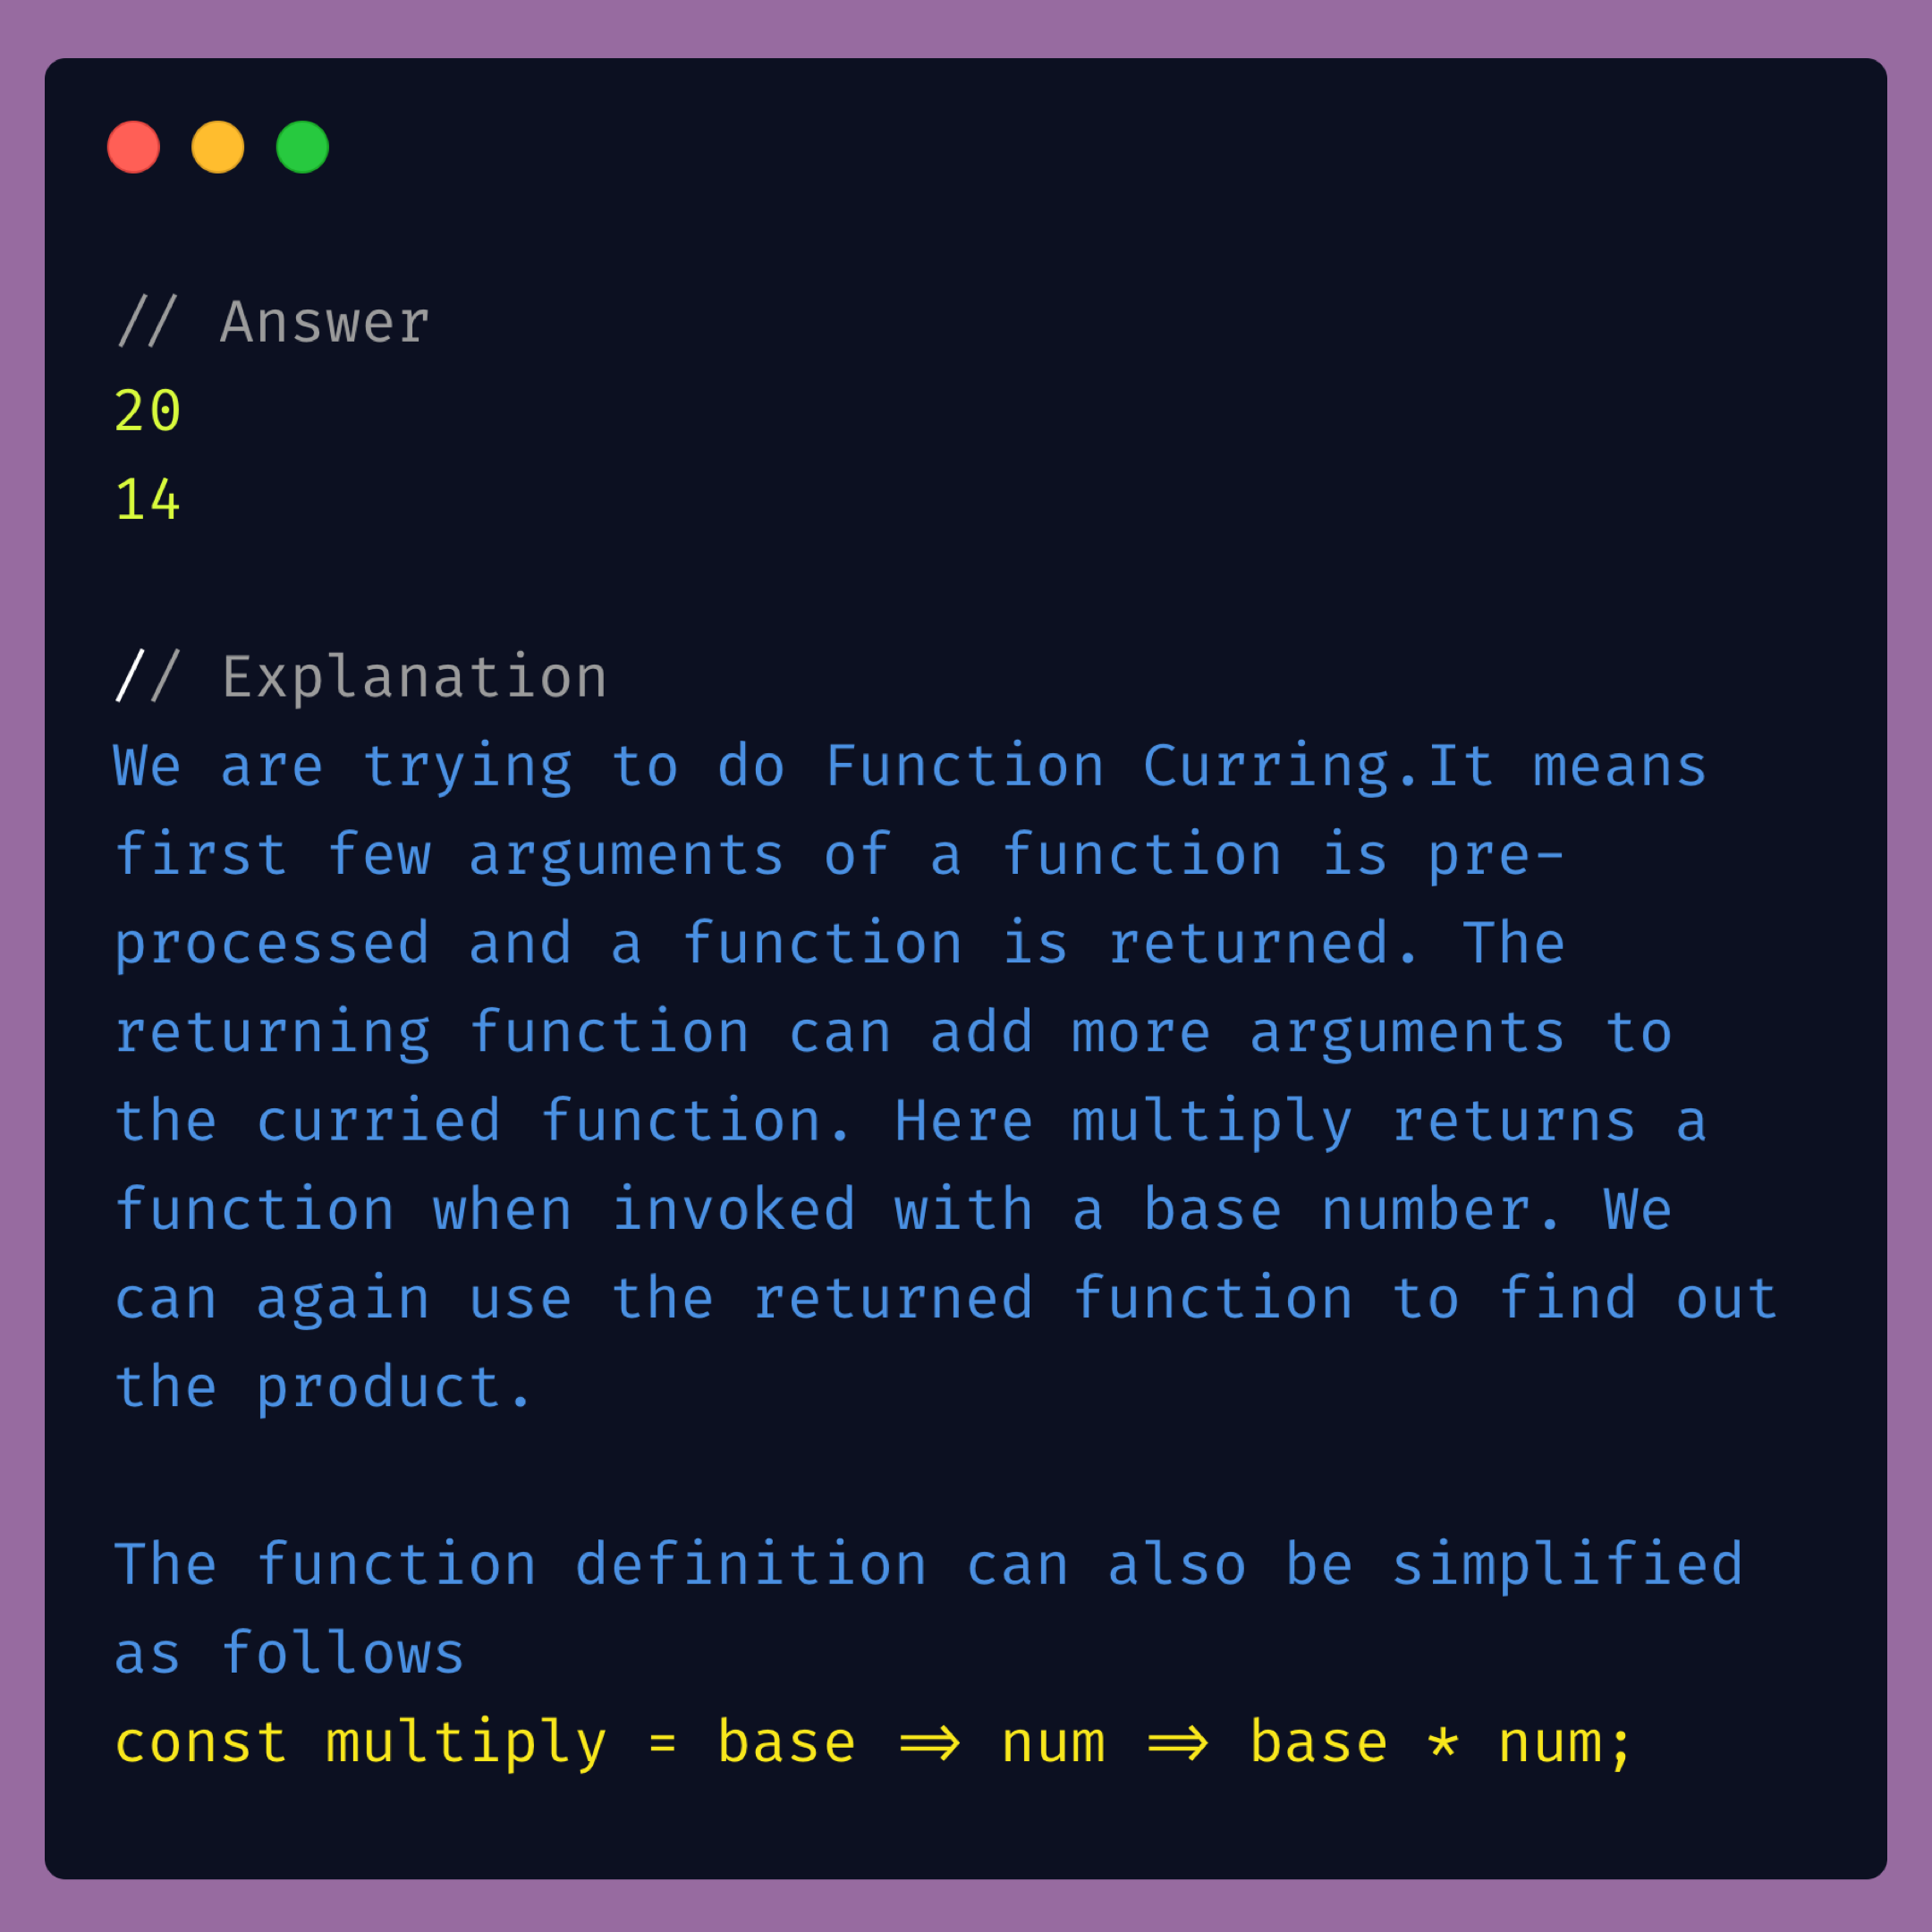 // Answer
20
14
// Explanation
We are trying to do Function Curring.It means
first few arguments of a function is pre-
processed and a function is returned. The
returning function can add more arguments to
the curried function. Here multiply returns a
function when invoked with a base number. We
can again use the returned function to find out
the product.
The function definition can also be simplified
as follows
const multiply = base => num => base * num;